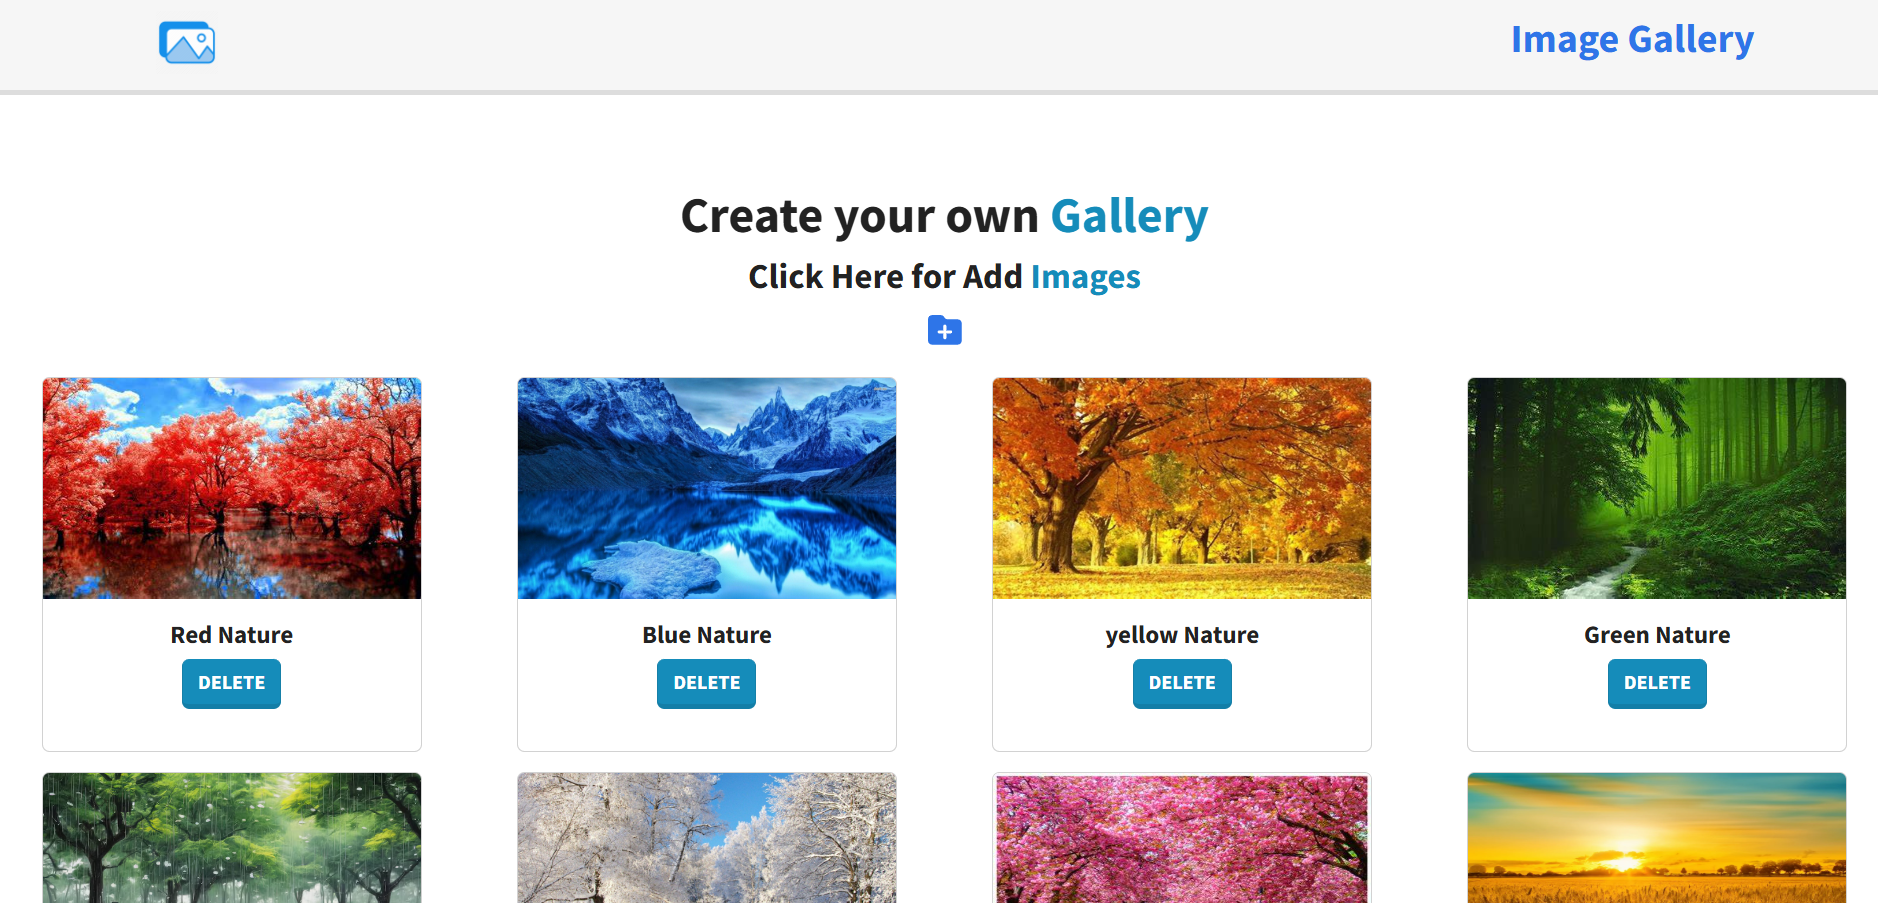 Image Gallery
Create your own Gallery
Click Here for Add Images
Red Nature
Blue Nature
yellow Nature
Green Nature
DELETE
DELETE
DELETE
DELETE